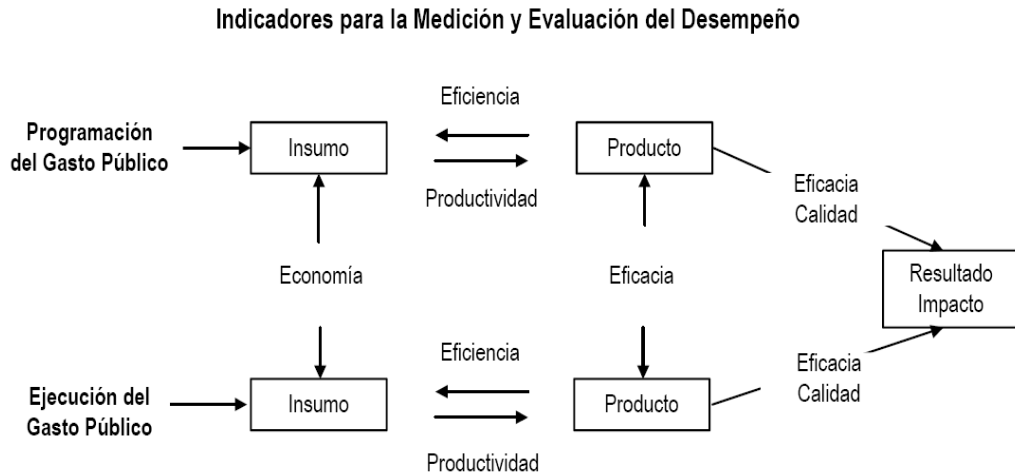 Indicadores para la Medición y Evaluación del Desempeño
Eficiencia
Programación
del Gasto Público
Insumo
Producto
Productividad
Eficacia
Calidad
Economía
Eficacia
Resultado
Impacto
Eficiencia
Eficacia
Calidad
Ejecución del
Gasto Público
Insumo
Producto
Productividad